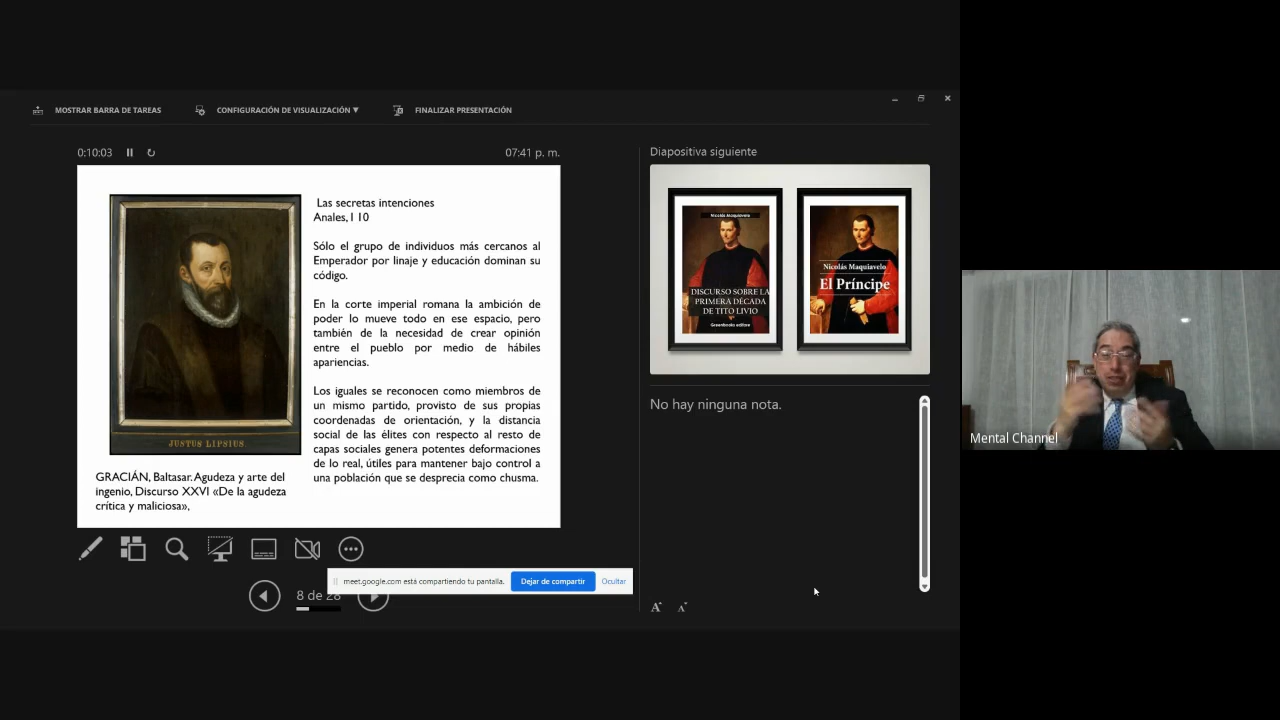 MOSTRAR BARRA DE TAREAS
CONFIGURACIÓN DE VISUALIZACIÓN ▼
FINALIZAR PRESENTACIÓN
0:10:03
07:41 p. m.
Diapositiva siguiente
Las secretas intenciones
Anales,I 10
Sólo el grupo de individuos más cercanos al
Emperador por linaje y educación dominan su
código.
En la corte imperial romana la ambición de
poder lo mueve todo en ese espacio, pero
también de la necesidad de crear opinión
entre el pueblo por medio de hábiles
apariencias.
Los iguales se reconocen como miembros de
un mismo partido, provisto de sus propias
coordenadas de orientación, y la distancia
social de las élites con respecto al resto de
capas sociales genera potentes deformaciones
de lo real, útiles para mantener bajo control a
una población que se desprecia como chusma.
JUSTUS LIPSIUS.
GRACIÁN, Baltasar. Agudeza y arte del
ingenio, Discurso XXVI «De la agudeza
crítica y maliciosa»,
Nicolás Maquiavelo
DISCURSO SOBRE LA
PRIMERA DÉCADA
DE TITO LIVIO
Greenbooks editore
Nicolás Maquiavelo
El Príncipe
No hay ninguna nota.
Mental Channel
meet.google.com está compartiendo tu pantalla.
Dejar de compartir
Ocultar
8 de 28
A A